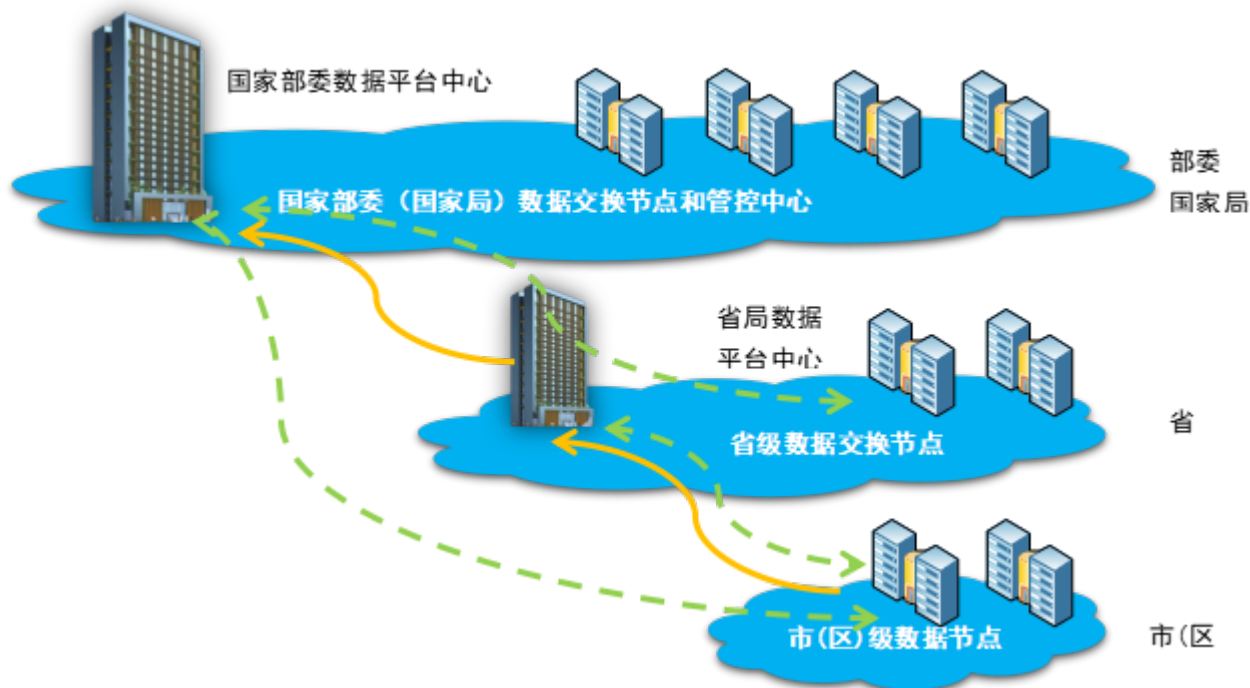 国家部委数据平台中心
部委
国家局
国家部委（国家局）数据交换节点和管控中心
省局数据
平台中心
省
省级数据交换节点
市(区)级数据节点
市(区